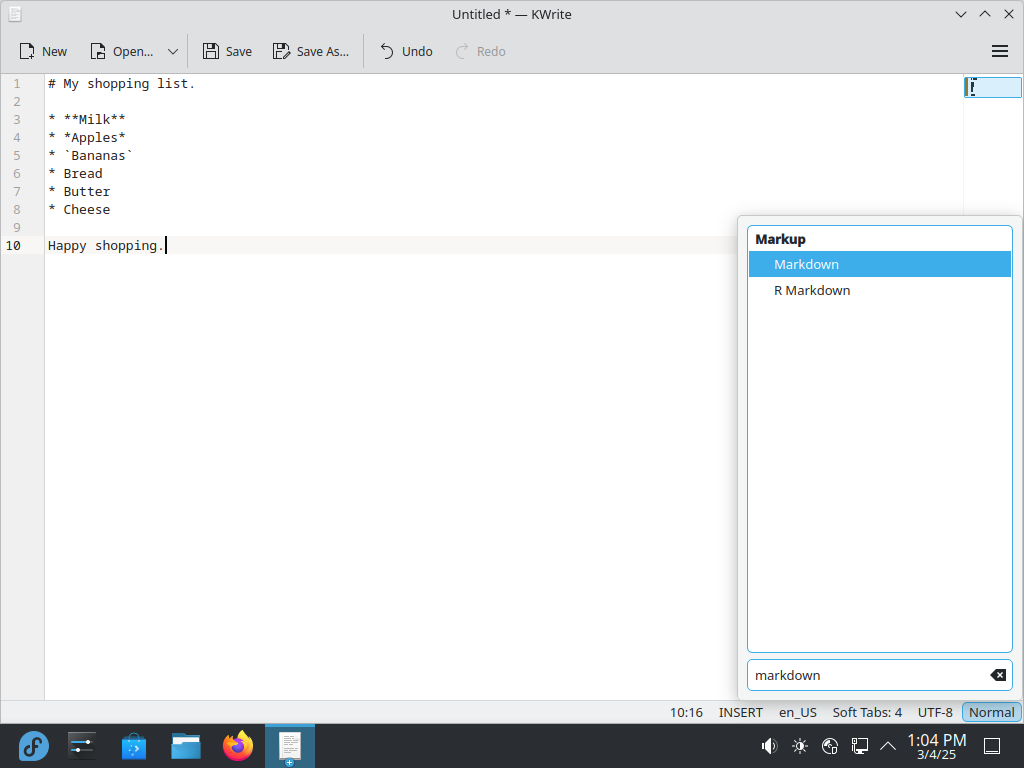 Untitled * — KWrite
New Open... Save Save As... Undo Redo
1 # My shopping list.
2
3 * **Milk**
4 * *Apples*
5 * `Bananas`
6 * Bread
7 * Butter
8 * Cheese
9
10 Happy shopping.
Markup
Markdown
R Markdown
markdown
10:16 INSERT en_US Soft Tabs: 4 UTF-8 Normal
1:04 PM
3/4/25